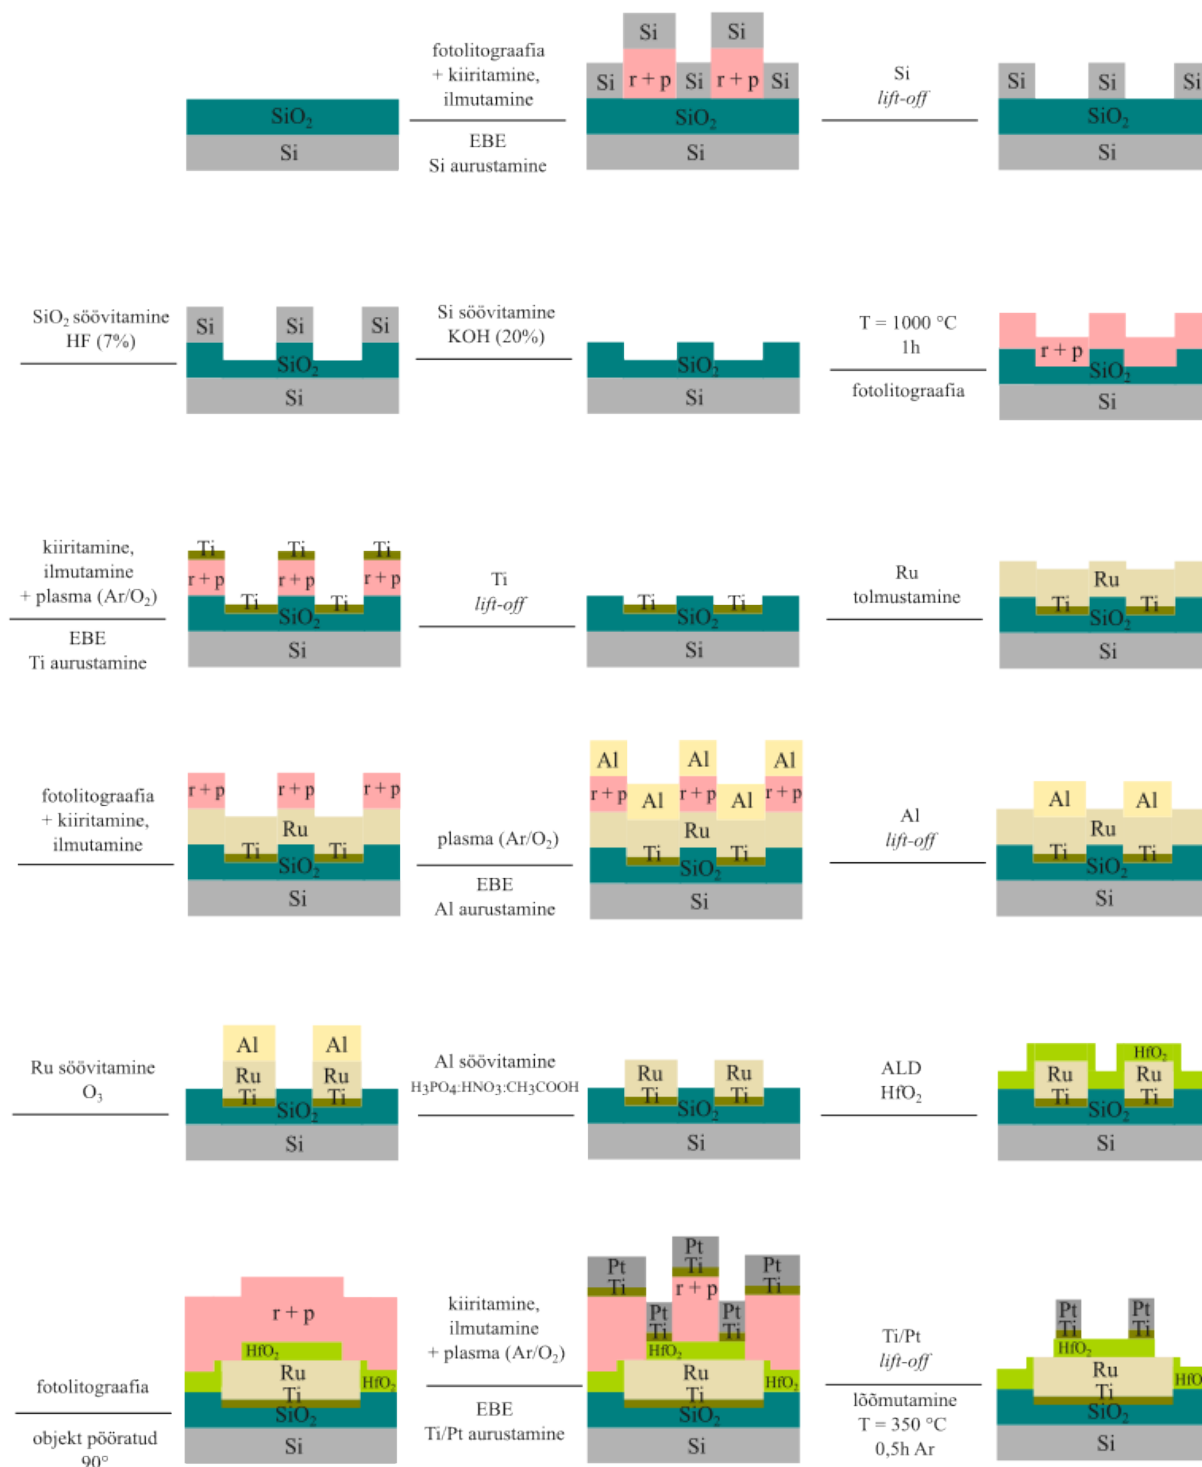 SiO₂
Si
fotolitograafia
+ kiiritamine,
ilmutamine
EBE
Si aurustamine
Si Si
Si r + p Si r + p Si
SiO₂
Si
Si
lift-off
Si Si Si
SiO₂
Si
SiO₂ söövitamine
HF (7%)
Si Si Si
SiO₂
Si
Si söövitamine
KOH (20%)
SiO₂
Si
T = 1000 °C
1h
fotolitograafia
r + p
SiO₂
Si
kiiritamine,
ilmutamine
+ plasma (Ar/O₂)
EBE
Ti aurustamine
Ti Ti Ti
r + p r + p r + p
Ti Ti
SiO₂
Si
Ti
lift-off
Ti Ti
SiO₂
Si
Ru
tolmustamine
Ru
Ti Ti
SiO₂
Si
fotolitograafia
+ kiiritamine,
ilmutamine
r + p r + p r + p
Ru
Ti Ti
SiO₂
Si
plasma (Ar/O₂)
EBE
Al aurustamine
Al Al Al
r + p Al r + p Al r + p
Ru
Ti Ti
SiO₂
Si
Al
lift-off
Al Al
Ru
Ti Ti
SiO₂
Si
Ru söövitamine
O₃
Al Al
Ru Ru
Ti Ti
SiO₂
Si
Al söövitamine
H₃PO₄:HNO₃:CH₃COOH
Ru Ru
Ti Ti
SiO₂
Si
ALD
HfO₂
HfO₂
Ru Ru
Ti Ti
SiO₂
Si
fotolitograafia
objekt pööratud
90°
r + p
HfO₂
Ru HfO₂
Ti
SiO₂
Si
kiiritamine,
ilmutamine
+ plasma (Ar/O₂)
EBE
Ti/Pt aurustamine
Pt Pt Pt
Ti Ti Ti
r + p
Pt Pt
Ti Ti
HfO₂
Ru HfO₂
Ti
SiO₂
Si
Ti/Pt
lift-off
lõõmutamine
T = 350 °C
0,5h Ar
Pt Pt
Ti Ti
HfO₂
Ru HfO
Ti
SiO₂
Si